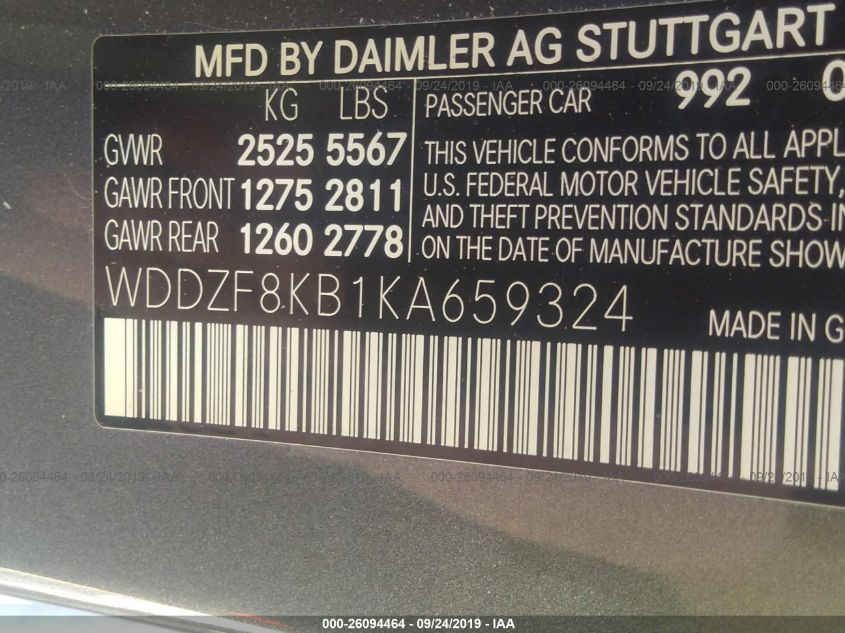 MFD BY DAIMLER AG STUTTGART
KG LBS
GVWR 2525 5567
GAWR FRONT 1275 2811
GAWR REAR 1260 2778
PASSENGER CAR 992 0
THIS VEHICLE CONFORMS TO ALL APPL
U.S. FEDERAL MOTOR VEHICLE SAFETY,
AND THEFT PREVENTION STANDARDS IN
ON THE DATE OF MANUFACTURE SHOW
WDDZF8KB1KA659324
MADE IN G
000-26094464 - 09/24/2019 - IAA